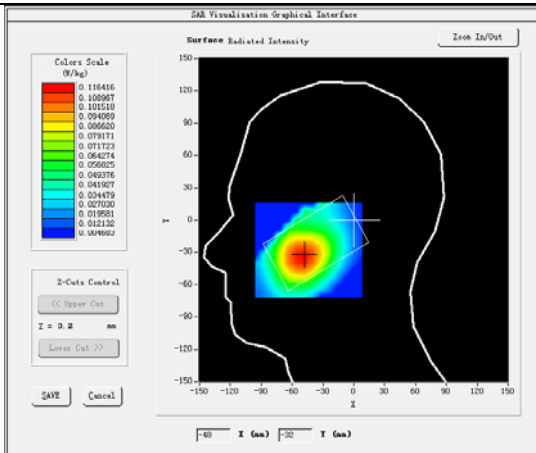 SAR Visualisation Graphical Interface
Surface Radiated Intensity
Zoom In/Out
Colors Scale
(W/kg)
0.116416
0.108967
0.101518
0.094069
0.086620
0.079171
0.071723
0.064274
0.056825
0.049376
0.041927
0.034479
0.027030
0.019581
0.012132
0.004683
150
120
90
60
30
0
-30
-60
-90
-120
-150
Y
-150 -120 -90 -60 -30 0 30 60 90 120 150
X
Z-Cuts Control
<< Upper Cut
Z = 3.2 mm
Lower Cut >>
SAVE Cancel
-48 X (mm) -32 Y (mm)